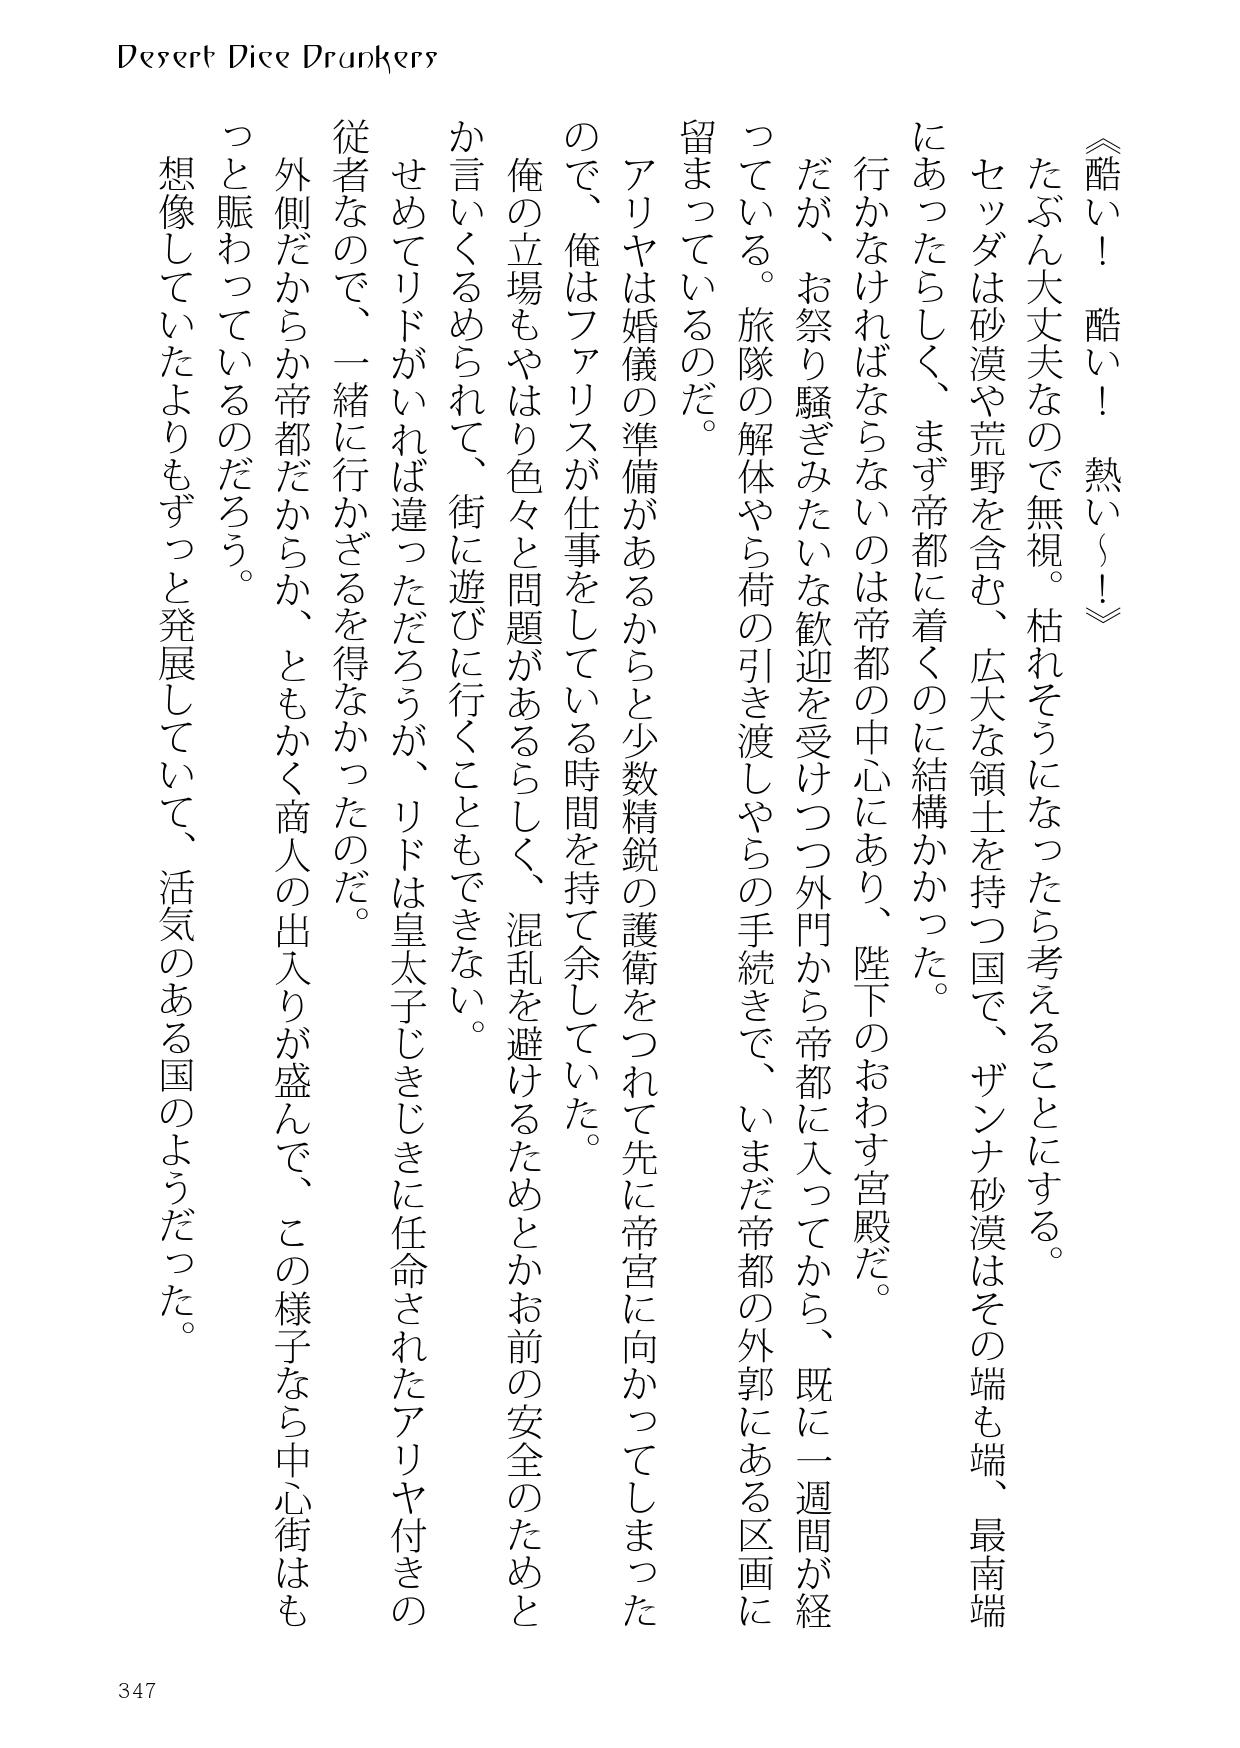 Desert Dice Drunkers
《酷い！　酷い！　熱い～！》
　たぶん大丈夫なので無視。枯れそうになったら考えることにする。
　セッダは砂漠や荒野を含む、広大な領土を持つ国で、ザンナ砂漠はその端も端、最南端
にあったらしく、まず帝都に着くのに結構かかった。
　行かなければならないのは帝都の中心にあり、陛下のおわす宮殿だ。
　だが、お祭り騒ぎみたいな歓迎を受けつつ外門から帝都に入ってから、既に一週間が経
っている。旅隊の解体やら荷の引き渡しやらの手続きで、いまだ帝都の外郭にある区画に
留まっているのだ。
　アリヤは婚儀の準備があるからと少数精鋭の護衛をつれて先に帝宮に向かってしまった
ので、俺はファリスが仕事をしている時間を持て余していた。
　俺の立場もやはり色々と問題があるらしく、混乱を避けるためとかお前の安全のためと
か言いくるめられて、街に遊びに行くこともできない。
　せめてリドがいれば違っただろうが、リドは皇太子じきじきに任命されたアリヤ付きの
従者なので、一緒に行かざるを得なかったのだ。
　外側だからか帝都だからか、ともかく商人の出入りが盛んで、この様子なら中心街はも
っと賑わっているのだろう。
　想像していたよりもずっと発展していて、活気のある国のようだった。
347